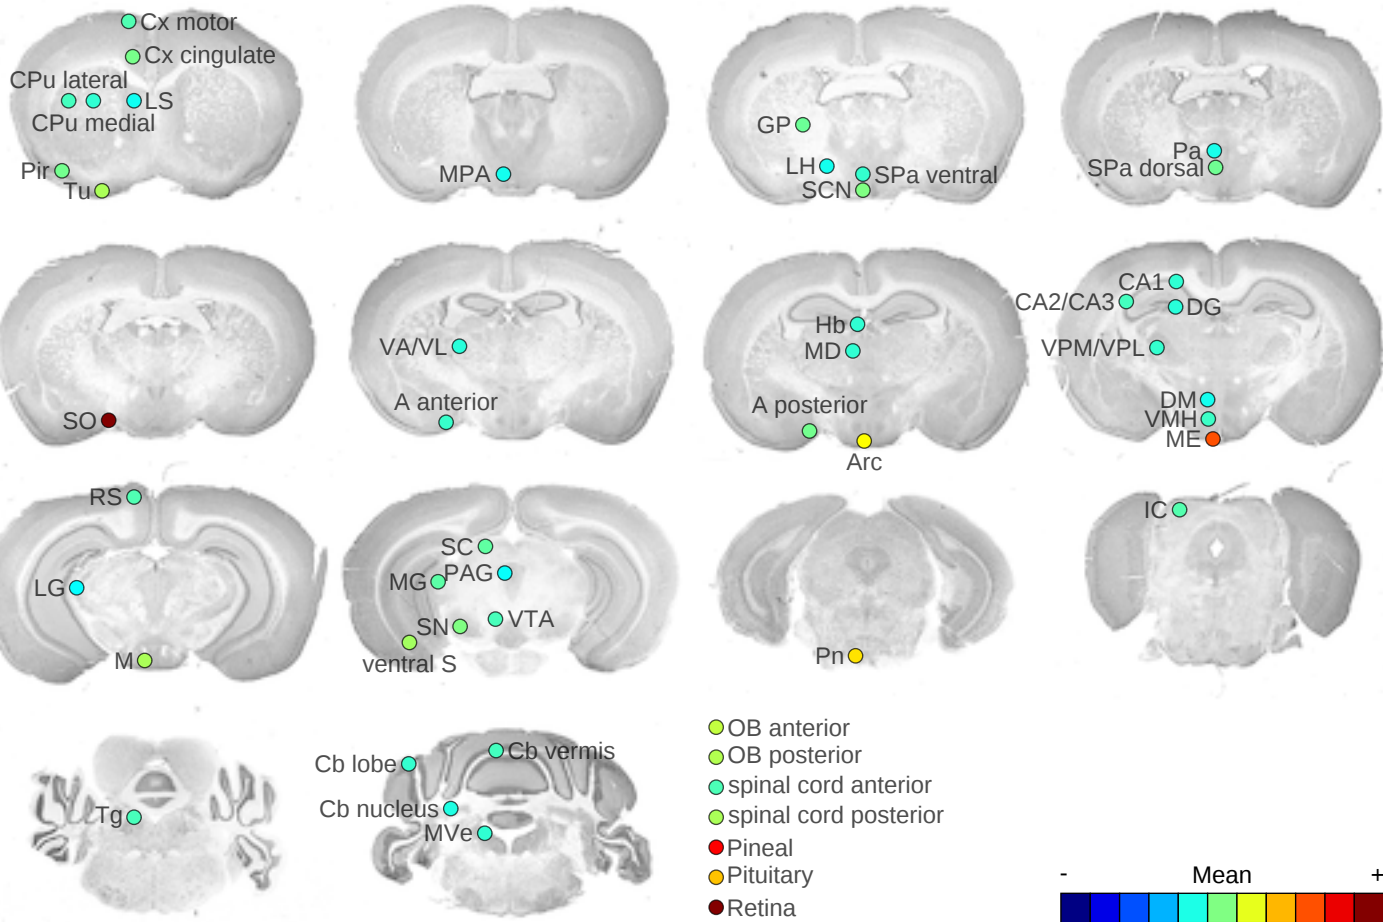 Cx motor
Cx cingulate
CPu lateral
LS
CPu medial
Pir
Tu
MPA
GP
LH
SPa ventral
SCN
Pa
SPa dorsal
SO
VA/VL
A anterior
Hb
MD
A posterior
Arc
CA1
CA2/CA3
DG
VPM/VPL
DM
VMH
ME
RS
LG
M
SC
MG
PAG
SN
VTA
ventral S
Pn
IC
Tg
Cb lobe
Cb vermis
Cb nucleus
MVe
OB anterior
OB posterior
spinal cord anterior
spinal cord posterior
Pineal
Pituitary
Retina
- Mean +